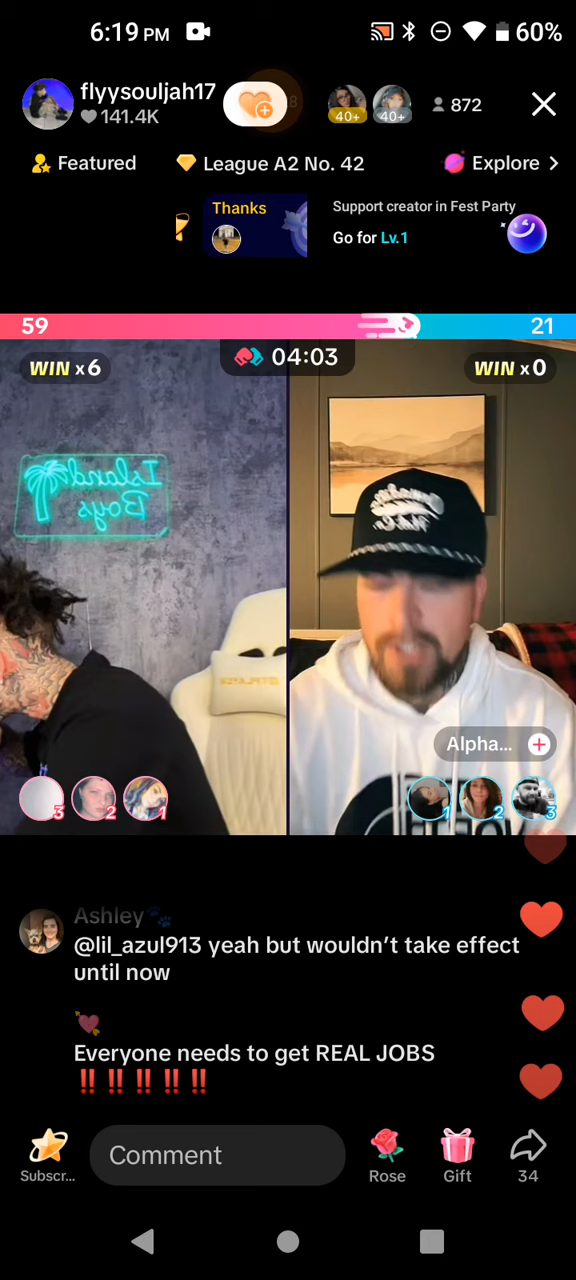 6:19 PM
60%
flyysouljah17
141.4K
40+
40+
872
Featured
League A2 No. 42
Explore
Thanks
Support creator in Fest Party
Go for Lv.1
59
21
WIN x6
04:03
WIN x0
Island
Boys
Alpha...
3
2
1
1
2
3
Ashley🐾
@lil_azul913 yeah but wouldn't take effect
until now
💘
Everyone needs to get REAL JOBS
‼️‼️‼️‼️‼️
Subscr...
Comment
Rose
Gift
34